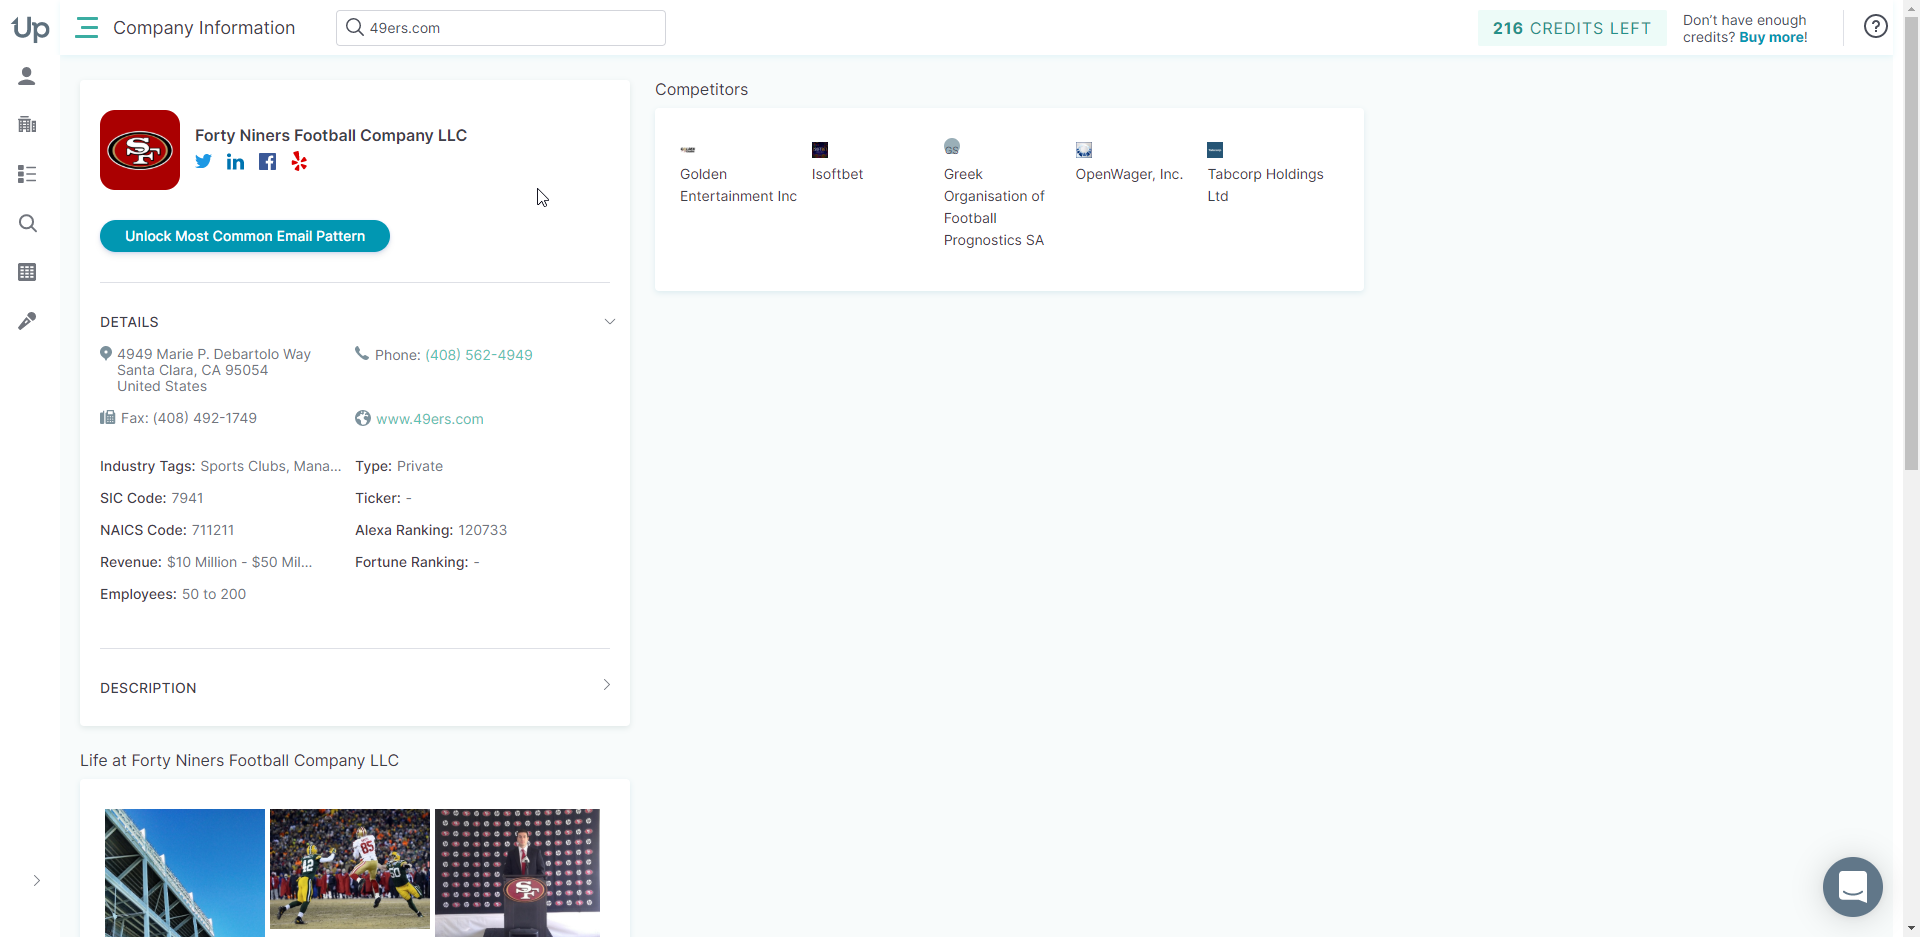 Up
Company Information
49ers.com
216 CREDITS LEFT
Don't have enough
credits? Buy more!
?
Forty Niners Football Company LLC
Unlock Most Common Email Pattern
DETAILS
4949 Marie P. Debartolo Way
Santa Clara, CA 95054
United States
Phone: (408) 562-4949
Fax: (408) 492-1749
www.49ers.com
Industry Tags: Sports Clubs, Mana...
Type: Private
SIC Code: 7941
Ticker: -
NAICS Code: 711211
Alexa Ranking: 120733
Revenue: $10 Million - $50 Mil...
Fortune Ranking: -
Employees: 50 to 200
DESCRIPTION
Life at Forty Niners Football Company LLC
42
85
SF
Competitors
Golden
Entertainment Inc
Isoftbet
GS
Greek
Organisation of
Football
Prognostics SA
OpenWager, Inc.
Tabcorp Holdings
Ltd